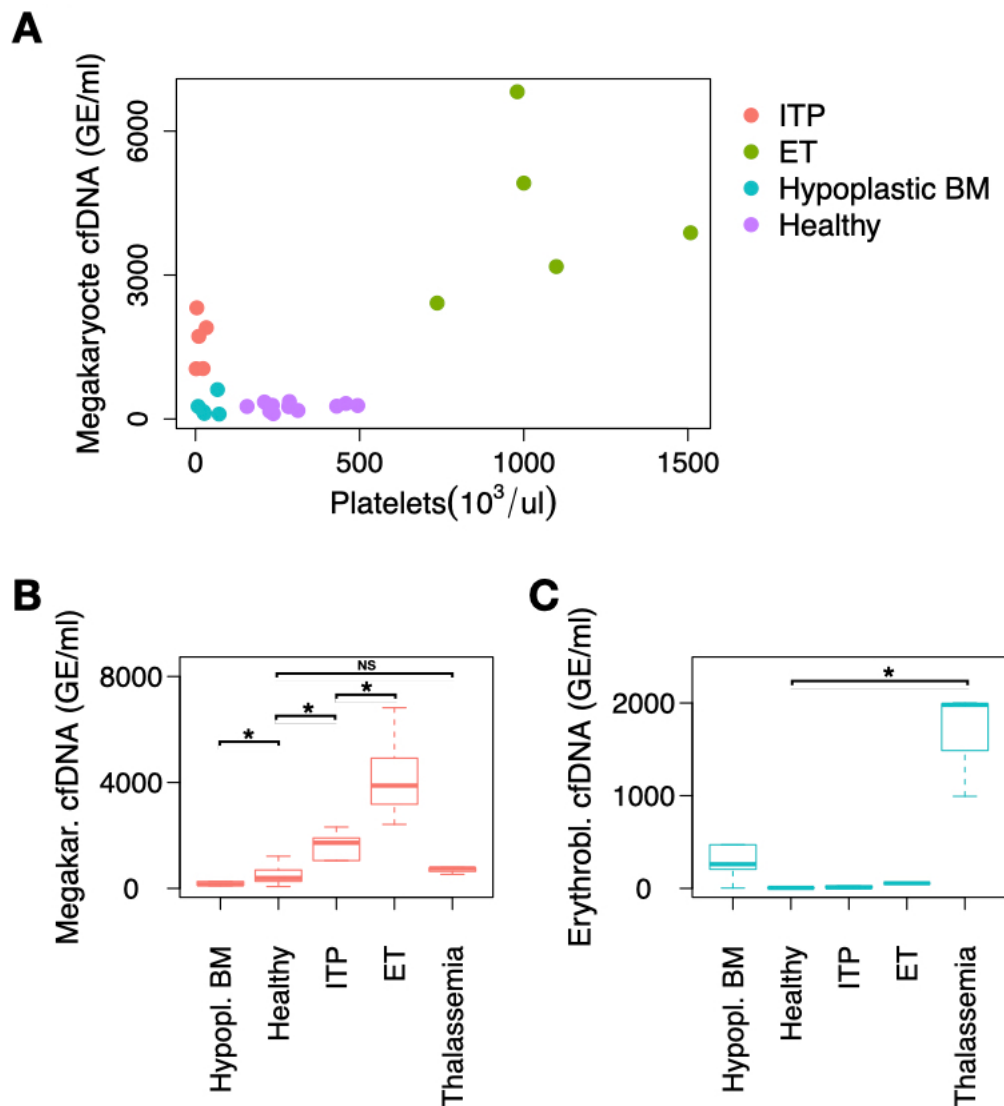 A
Megakaryocte cfDNA (GE/ml)
6000
3000
0
0 500 1000 1500
Platelets(10³/ul)
ITP
ET
Hypoplastic BM
Healthy
B
Megakar. cfDNA (GE/ml)
8000
4000
0
* * * NS
Hypopl. BM
Healthy
ITP
ET
Thalassemia
C
Erythrobl. cfDNA (GE/ml)
2000
1000
0
*
Hypopl. BM
Healthy
ITP
ET
Thalassemia